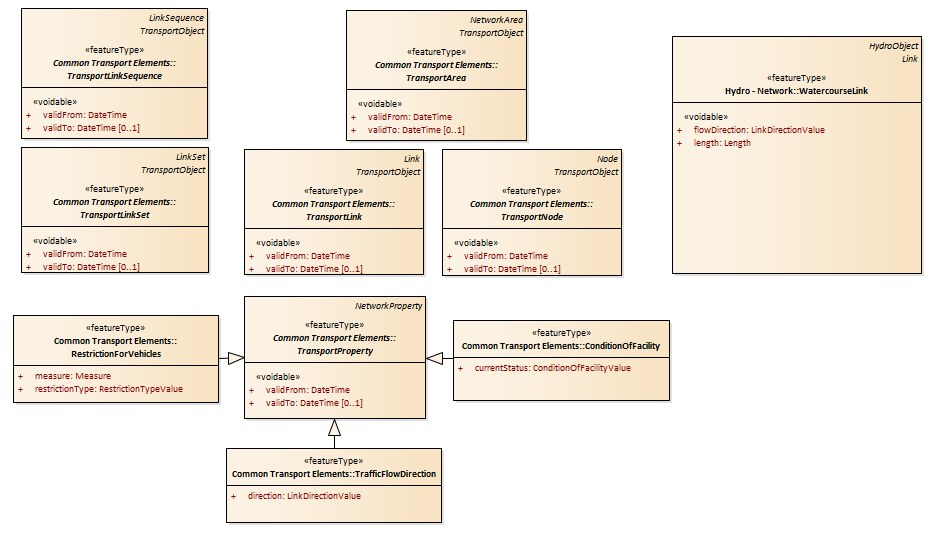 LinkSequence
TransportObject
«featureType»
Common Transport Elements::
TransportLinkSequence
«voidable»
+ validFrom: DateTime
+ validTo: DateTime [0..1]
NetworkArea
TransportObject
«featureType»
Common Transport Elements::
TransportArea
«voidable»
+ validFrom: DateTime
+ validTo: DateTime [0..1]
HydroObject
Link
«featureType»
Hydro - Network::WatercourseLink
«voidable»
+ flowDirection: LinkDirectionValue
+ length: Length
LinkSet
TransportObject
«featureType»
Common Transport Elements::
TransportLinkSet
«voidable»
+ validFrom: DateTime
+ validTo: DateTime [0..1]
Link
TransportObject
«featureType»
Common Transport Elements::
TransportLink
«voidable»
+ validFrom: DateTime
+ validTo: DateTime [0..1]
Node
TransportObject
«featureType»
Common Transport Elements::
TransportNode
«voidable»
+ validFrom: DateTime
+ validTo: DateTime [0..1]
«featureType»
Common Transport Elements::
RestrictionForVehicles
+ measure: Measure
+ restrictionType: RestrictionTypeValue
NetworkProperty
«featureType»
Common Transport Elements::
TransportProperty
«voidable»
+ validFrom: DateTime
+ validTo: DateTime [0..1]
«featureType»
Common Transport Elements::ConditionOfFacility
+ currentStatus: ConditionOfFacilityValue
«featureType»
Common Transport Elements::TrafficFlowDirection
+ direction: LinkDirectionValue